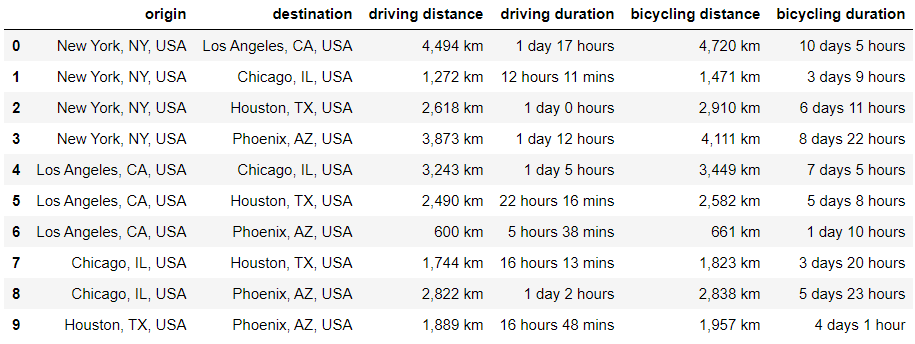 origin destination driving distance driving duration bicycling distance bicycling duration
0 New York, NY, USA Los Angeles, CA, USA 4,494 km 1 day 17 hours 4,720 km 10 days 5 hours
1 New York, NY, USA Chicago, IL, USA 1,272 km 12 hours 11 mins 1,471 km 3 days 9 hours
2 New York, NY, USA Houston, TX, USA 2,618 km 1 day 0 hours 2,910 km 6 days 11 hours
3 New York, NY, USA Phoenix, AZ, USA 3,873 km 1 day 12 hours 4,111 km 8 days 22 hours
4 Los Angeles, CA, USA Chicago, IL, USA 3,243 km 1 day 5 hours 3,449 km 7 days 5 hours
5 Los Angeles, CA, USA Houston, TX, USA 2,490 km 22 hours 16 mins 2,582 km 5 days 8 hours
6 Los Angeles, CA, USA Phoenix, AZ, USA 600 km 5 hours 38 mins 661 km 1 day 10 hours
7 Chicago, IL, USA Houston, TX, USA 1,744 km 16 hours 13 mins 1,823 km 3 days 20 hours
8 Chicago, IL, USA Phoenix, AZ, USA 2,822 km 1 day 2 hours 2,838 km 5 days 23 hours
9 Houston, TX, USA Phoenix, AZ, USA 1,889 km 16 hours 48 mins 1,957 km 4 days 1 hour